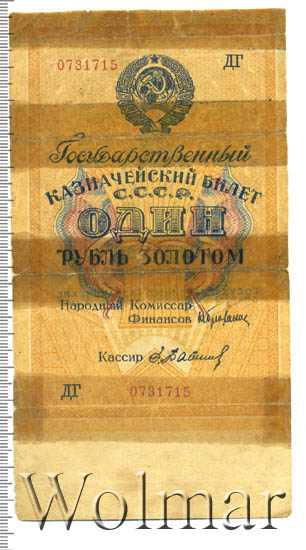 0731715 ДГ
Государственный
КАЗНАЧЕЙСКИЙ БИЛЕТ
С.С.С.Р.
ОДИН
РУБЛЬ ЗОЛОТОМ
Народный Комиссар
Финансов
Кассир
ДГ 0731715
Wolmar